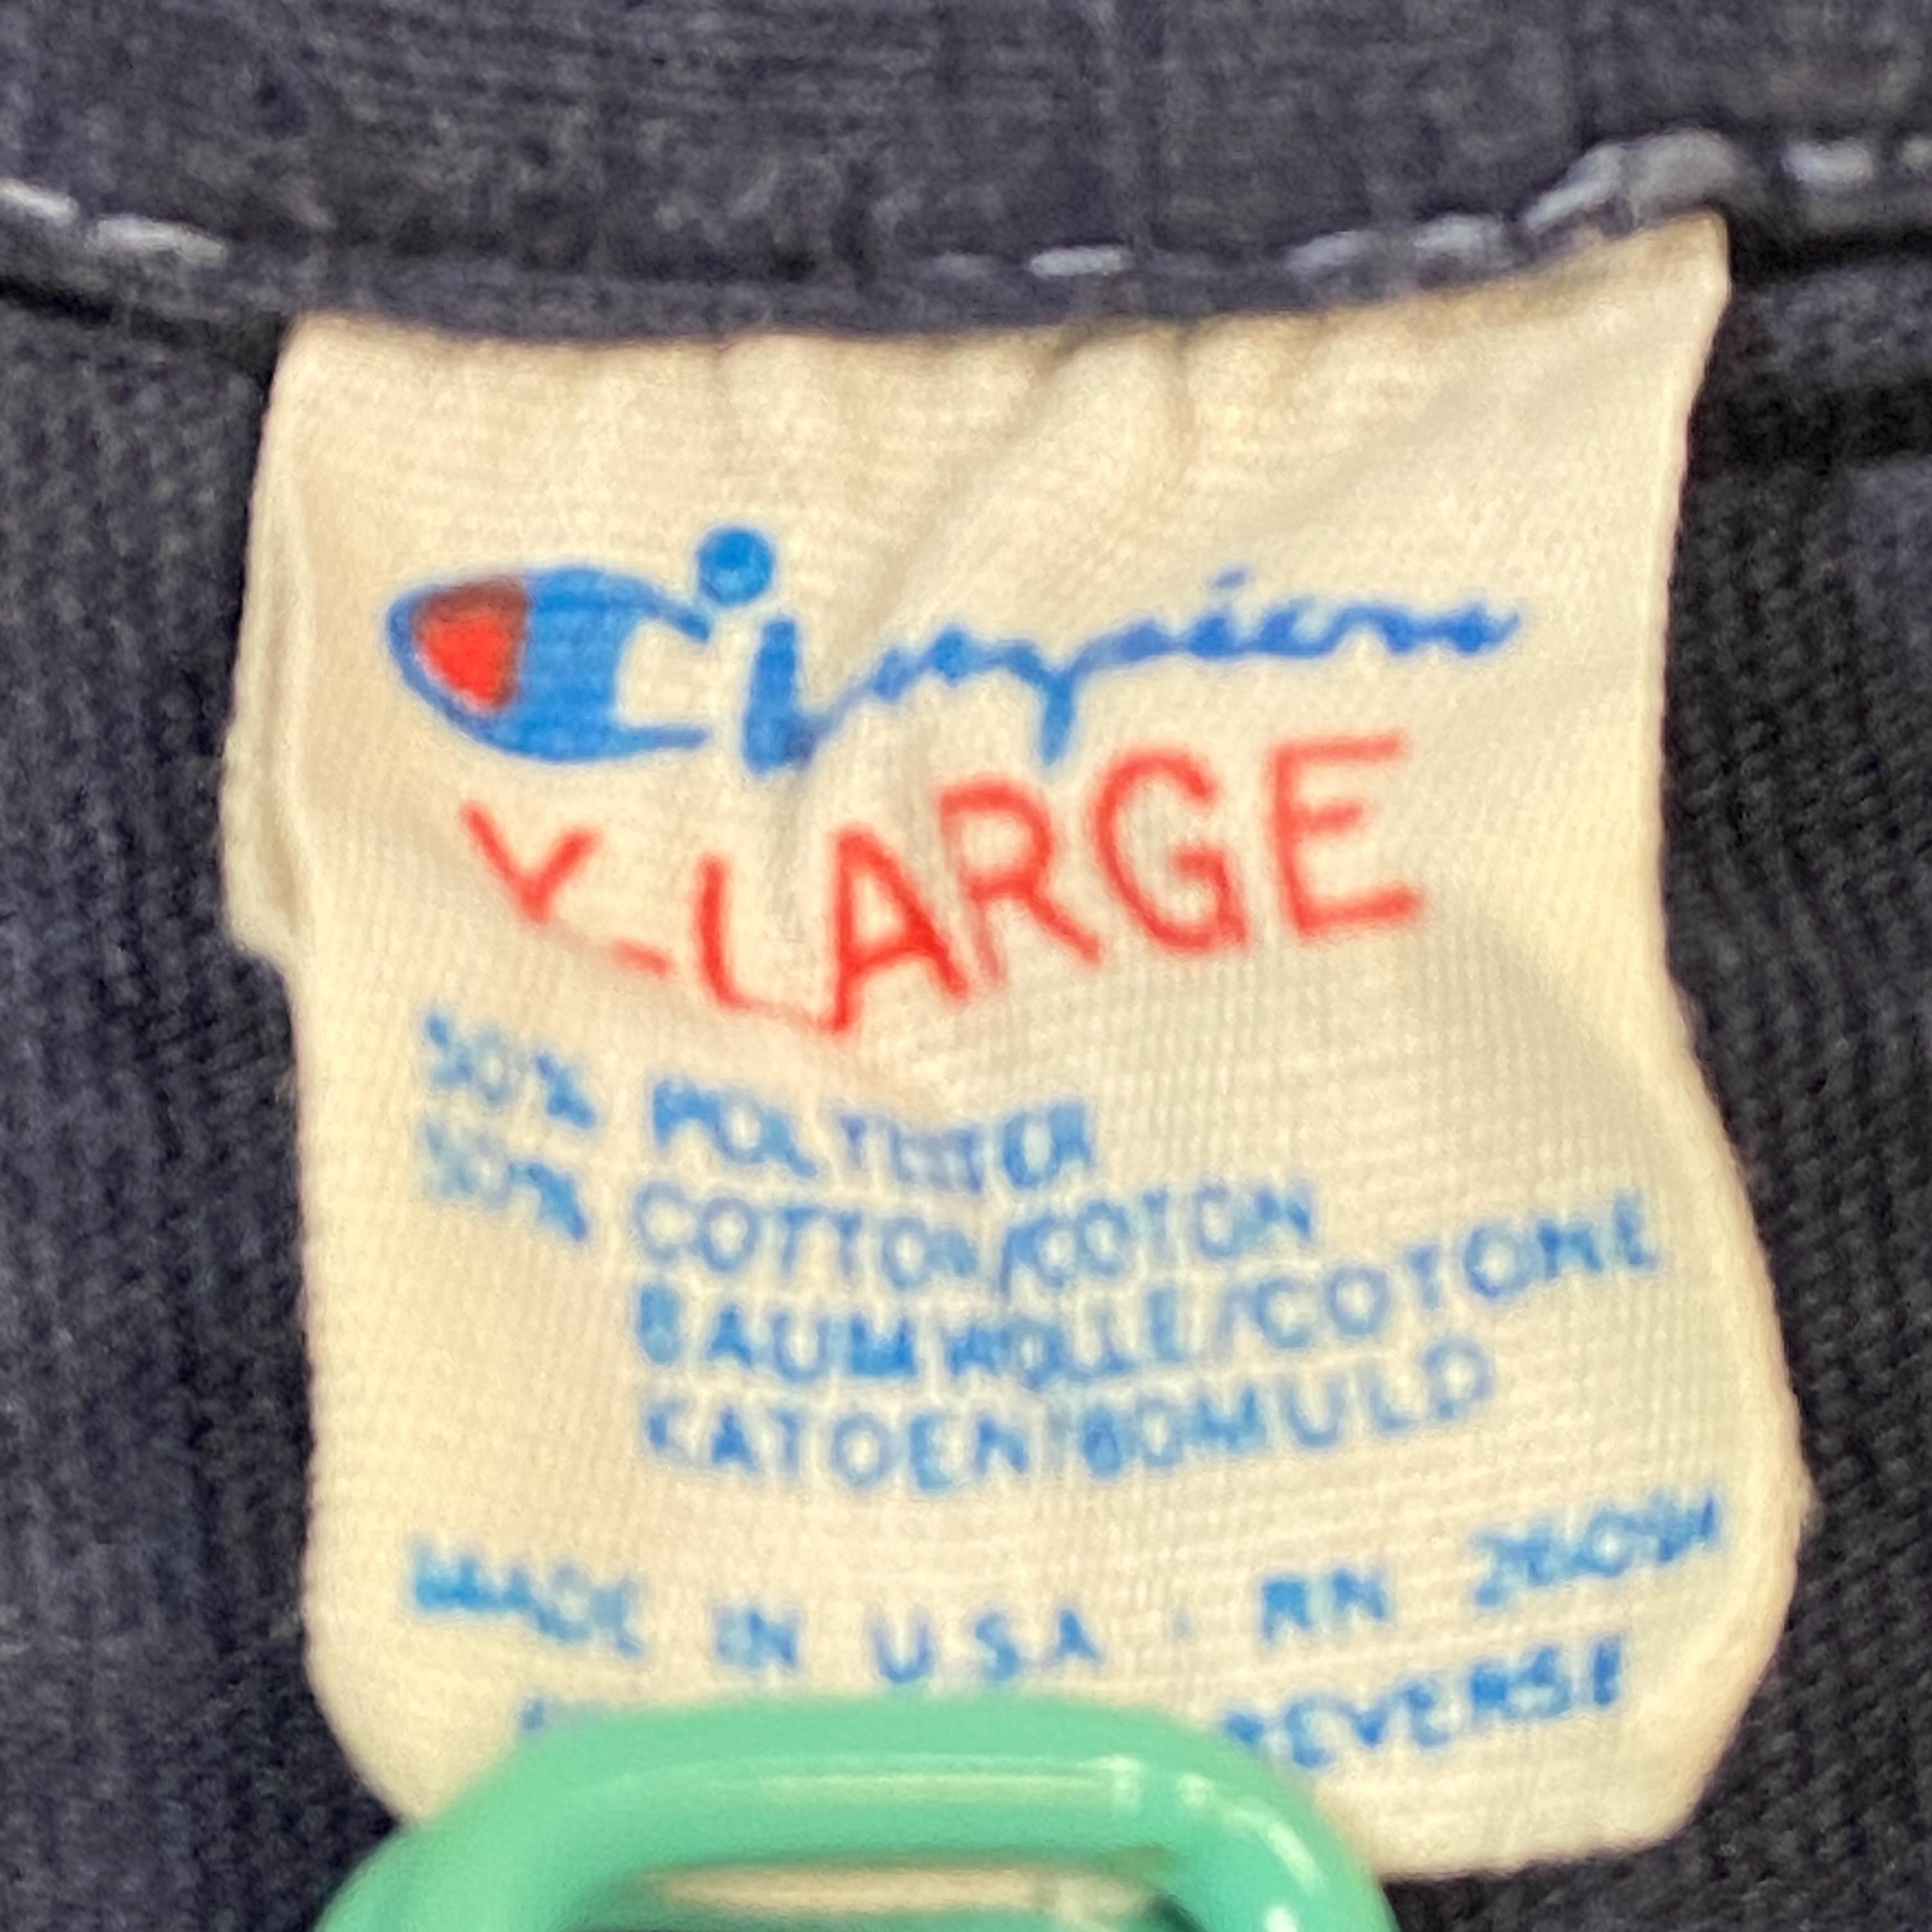 Champion
X-LARGE
50% POLYESTER
50% COTTON/COTON
BAUMWOLLE/COTONE
KATOEN/BOMULD
MADE IN U.S.A. RN 26094
REVERSE